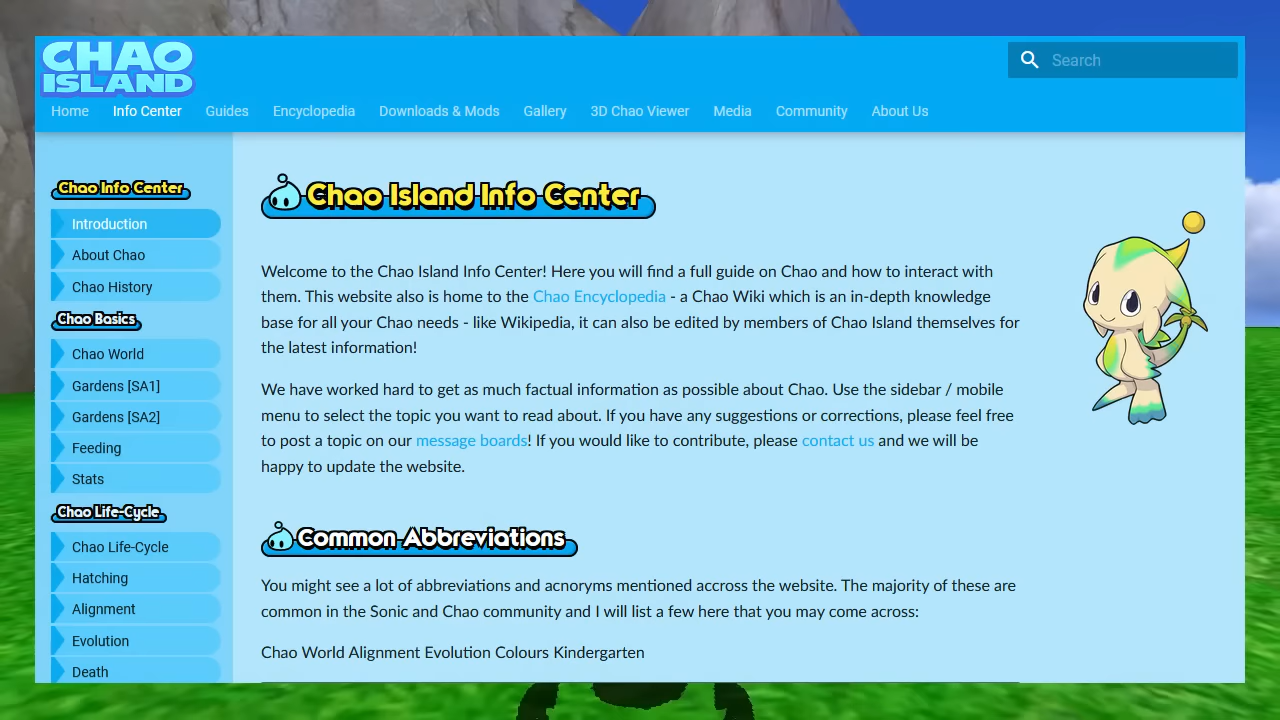 CHAO
ISLAND
Search
Home Info Center Guides Encyclopedia Downloads & Mods Gallery 3D Chao Viewer Media Community About Us
Chao Info Center
Introduction
About Chao
Chao History
Chao Basics
Chao World
Gardens [SA1]
Gardens [SA2]
Feeding
Stats
Chao Life-Cycle
Chao Life-Cycle
Hatching
Alignment
Evolution
Death
Chao Island Info Center
Welcome to the Chao Island Info Center! Here you will find a full guide on Chao and how to interact with
them. This website also is home to the Chao Encyclopedia - a Chao Wiki which is an in-depth knowledge
base for all your Chao needs - like Wikipedia, it can also be edited by members of Chao Island themselves for
the latest information!
We have worked hard to get as much factual information as possible about Chao. Use the sidebar / mobile
menu to select the topic you want to read about. If you have any suggestions or corrections, please feel free
to post a topic on our message boards! If you would like to contribute, please contact us and we will be
happy to update the website.
Common Abbreviations
You might see a lot of abbreviations and acnoryms mentioned accross the website. The majority of these are
common in the Sonic and Chao community and I will list a few here that you may come across:
Chao World Alignment Evolution Colours Kindergarten